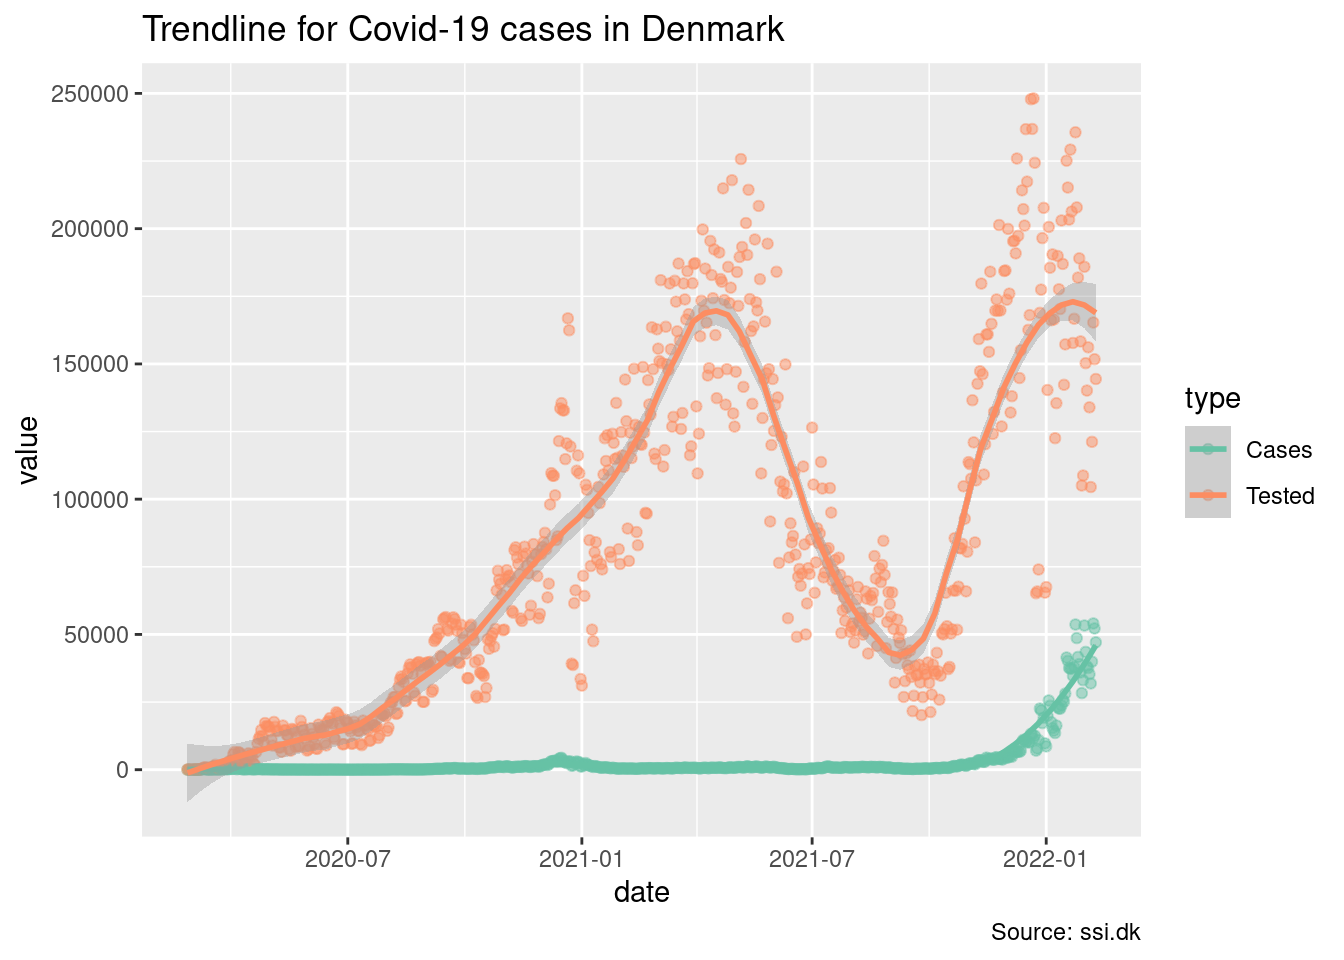 Trendline for Covid-19 cases in Denmark
250000
200000
150000
100000
50000
0
value
2020-07
2021-01
2021-07
2022-01
date
type
Cases
Tested
Source: ssi.dk